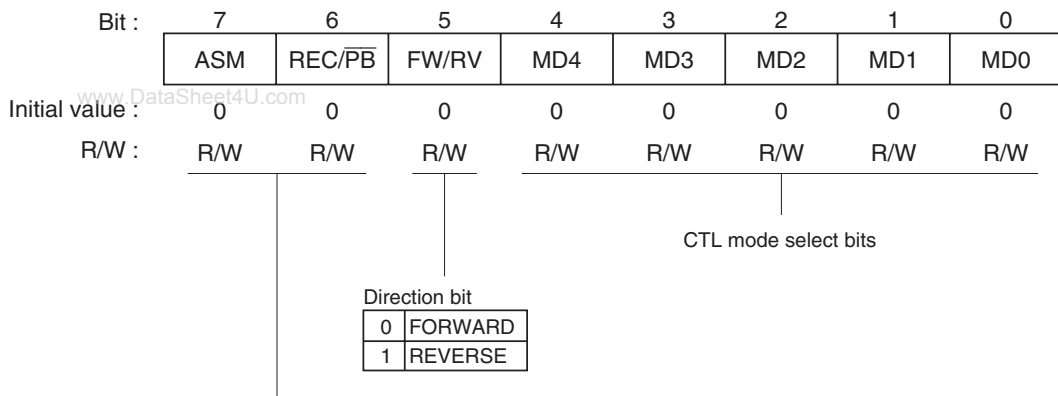 Bit : 7 6 5 4 3 2 1 0
ASM REC/P̅B̅ FW/RV MD4 MD3 MD2 MD1 MD0
www.DataSheet4U.com
Initial value : 0 0 0 0 0 0 0 0
R/W : R/W R/W R/W R/W R/W R/W R/W R/W
CTL mode select bits
Direction bit
0 FORWARD
1 REVERSE